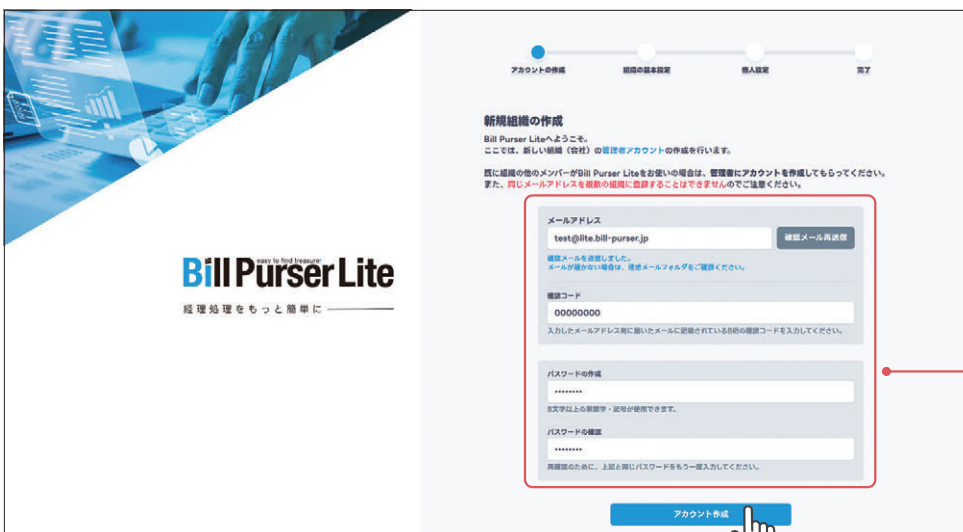 アカウントの作成
組織の基本設定
個人設定
完了
新規組織の作成
Bill Purser Liteへようこそ。
ここでは、新しい組織（会社）の管理者アカウントの作成を行います。
既に組織の他のメンバーがBill Purser Liteをお使いの場合は、管理者にアカウントを作成してもらってください。
また、同じメールアドレスを複数の組織に登録することはできませんのでご注意ください。
メールアドレス
test@lite.bill-purser.jp
確認メール再送信
確認メールを送信しました。
メールが届かない場合は、迷惑メールフォルダをご確認ください。
確認コード
00000000
入力したメールアドレス宛に届いたメールに記載されている8桁の確認コードを入力してください。
パスワードの作成
••••••••
8文字以上の英数字・記号が使用できます。
パスワードの確認
••••••••
再確認のために、上記と同じパスワードをもう一度入力してください。
アカウント作成
easy to find treasure!
Bill Purser Lite
経理処理をもっと簡単に